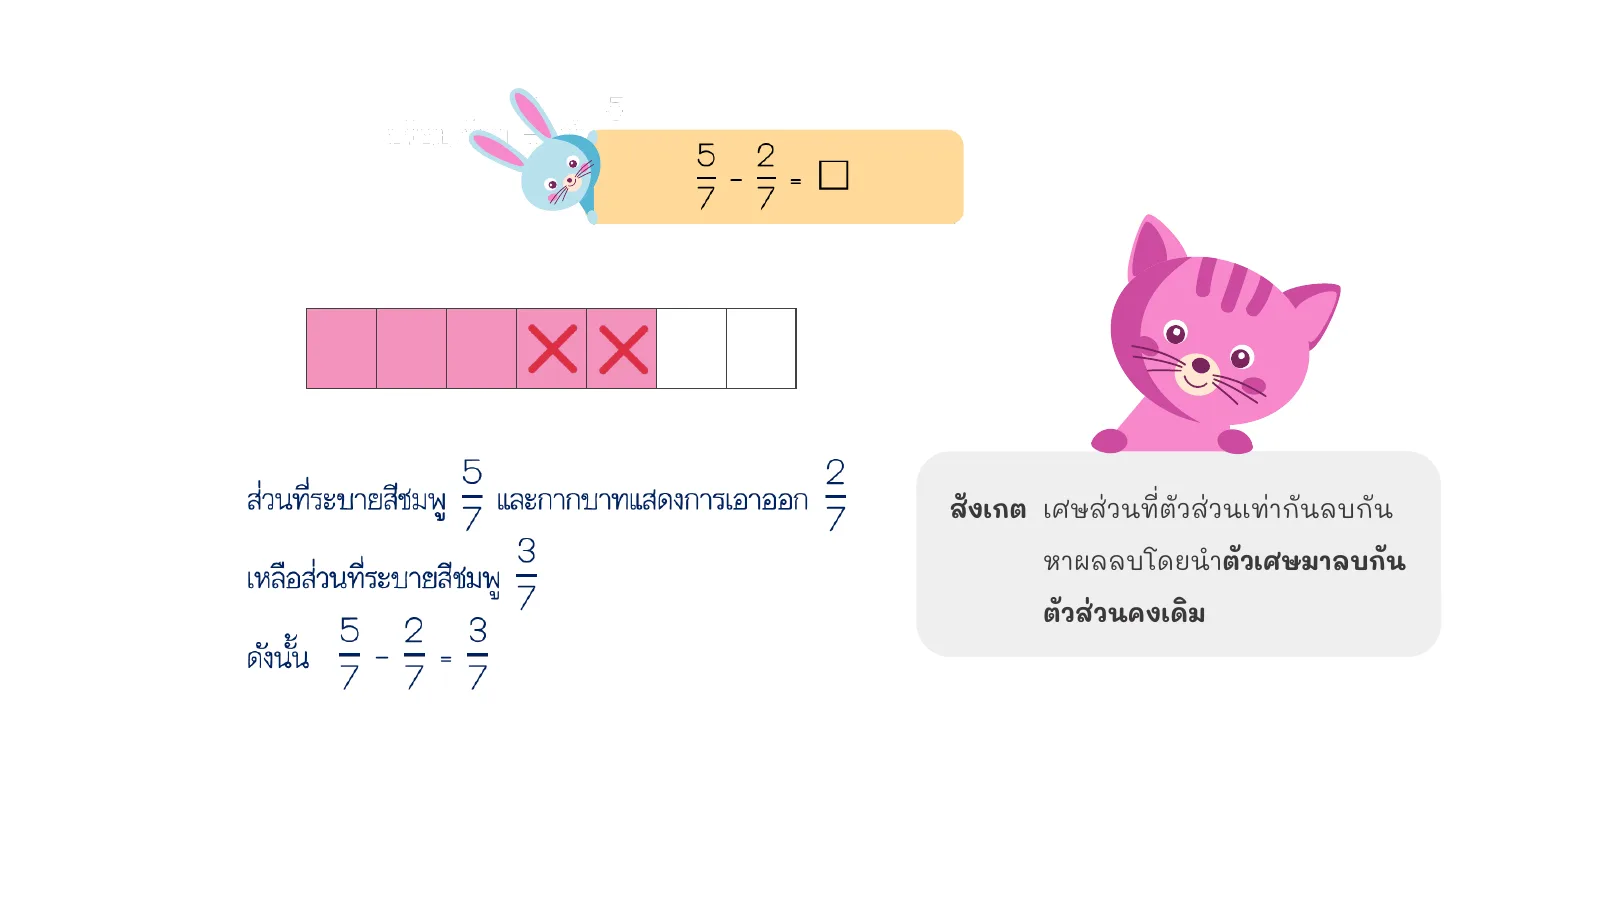 5/7 - 2/7 = □
ส่วนที่ระบายสีชมพู 5/7 และกากบาทแสดงการเอาออก 2/7
เหลือส่วนที่ระบายสีชมพู 3/7
ดังนั้น 5/7 - 2/7 = 3/7
สังเกต เศษส่วนที่ตัวส่วนเท่ากันลบกัน
หาผลลบโดยนำตัวเศษมาลบกัน
ตัวส่วนคงเดิม